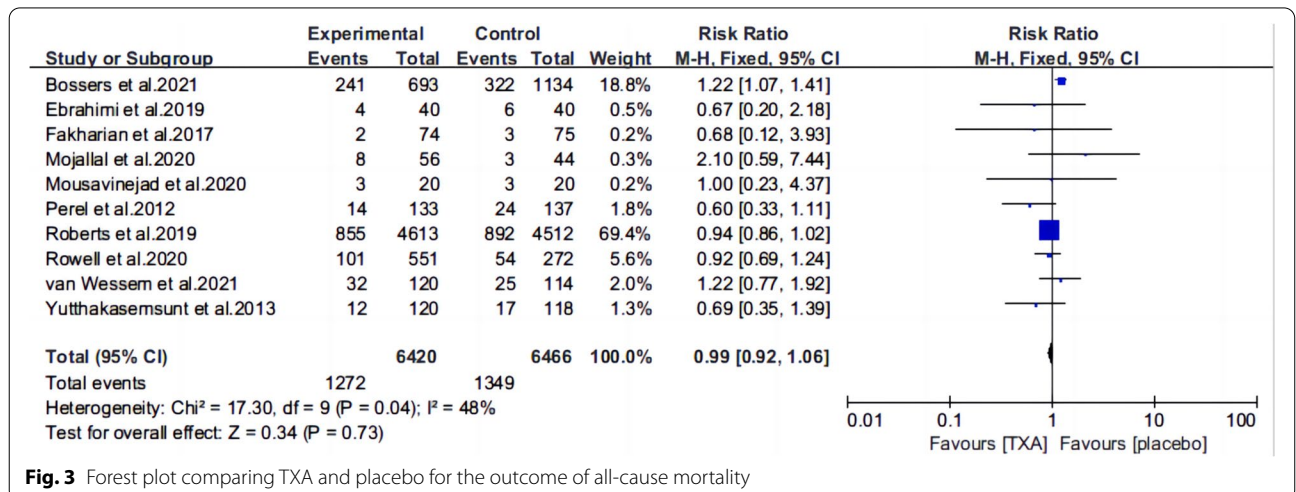 Experimental Control Risk Ratio Risk Ratio
Study or Subgroup Events Total Events Total Weight M-H, Fixed, 95% CI M-H, Fixed, 95% CI
Bossers et al.2021 241 693 322 1134 18.8% 1.22 [1.07, 1.41]
Ebrahimi et al.2019 4 40 6 40 0.5% 0.67 [0.20, 2.18]
Fakharian et al.2017 2 74 3 75 0.2% 0.68 [0.12, 3.93]
Mojallal et al.2020 8 56 3 44 0.3% 2.10 [0.59, 7.44]
Mousavinejad et al.2020 3 20 3 20 0.2% 1.00 [0.23, 4.37]
Perel et al.2012 14 133 24 137 1.8% 0.60 [0.33, 1.11]
Roberts et al.2019 855 4613 892 4512 69.4% 0.94 [0.86, 1.02]
Rowell et al.2020 101 551 54 272 5.6% 0.92 [0.69, 1.24]
van Wessem et al.2021 32 120 25 114 2.0% 1.22 [0.77, 1.92]
Yutthakasemsunt et al.2013 12 120 17 118 1.3% 0.69 [0.35, 1.39]
Total (95% CI) 6420 6466 100.0% 0.99 [0.92, 1.06]
Total events 1272 1349
Heterogeneity: Chi² = 17.30, df = 9 (P = 0.04); I² = 48%
Test for overall effect: Z = 0.34 (P = 0.73)
0.01 0.1 1 10 100
Favours [TXA] Favours [placebo]
Fig. 3 Forest plot comparing TXA and placebo for the outcome of all-cause mortality